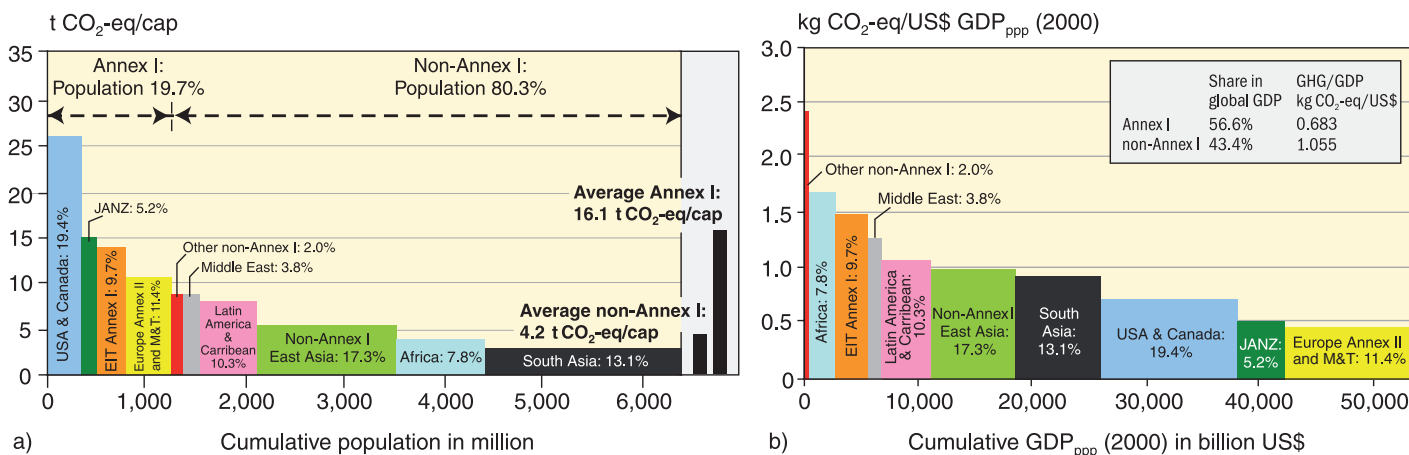 t CO₂-eq/cap
35
30
25
20
15
10
5
0
Annex I:
Population 19.7%
Non-Annex I:
Population 80.3%
USA & Canada: 19.4%
JANZ: 5.2%
EIT Annex I: 9.7%
Europe Annex II
and M&T: 11.4%
Other non-Annex I: 2.0%
Middle East: 3.8%
Latin
America
& Carribean
10.3%
Non-Annex I
East Asia: 17.3%
Africa: 7.8%
South Asia: 13.1%
Average Annex I:
16.1 t CO₂-eq/cap
Average non-Annex I:
4.2 t CO₂-eq/cap
0
1,000
2,000
3,000
4,000
5,000
6,000
a)
Cumulative population in million
kg CO₂-eq/US$ GDPppp (2000)
3.0
2.5
2.0
1.5
1.0
0.5
0
Share in
global GDP
GHG/GDP
kg CO₂-eq/US$
Annex I 56.6% 0.683
non-Annex I 43.4% 1.055
Other non-Annex I: 2.0%
Africa: 7.8%
EIT Annex I: 9.7%
Middle East: 3.8%
Latin America
& Carribean:
10.3%
Non-Annex I
East Asia:
17.3%
South
Asia:
13.1%
USA & Canada:
19.4%
JANZ:
5.2%
Europe Annex II
and M&T: 11.4%
0
10,000
20,000
30,000
40,000
50,000
b)
Cumulative GDPppp (2000) in billion US$